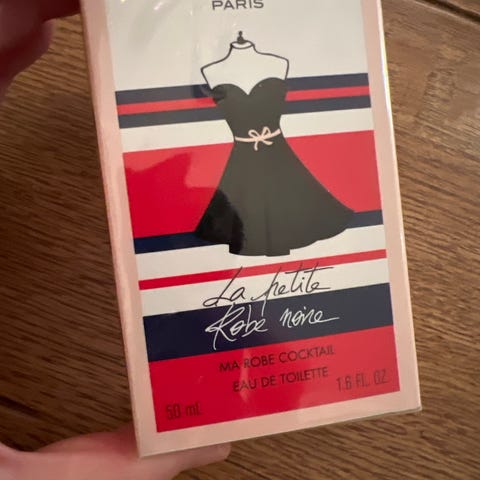 PARIS
La petite
Robe noire
MA ROBE COCKTAIL
EAU DE TOILETTE
50 mL 1.6 FL. OZ.